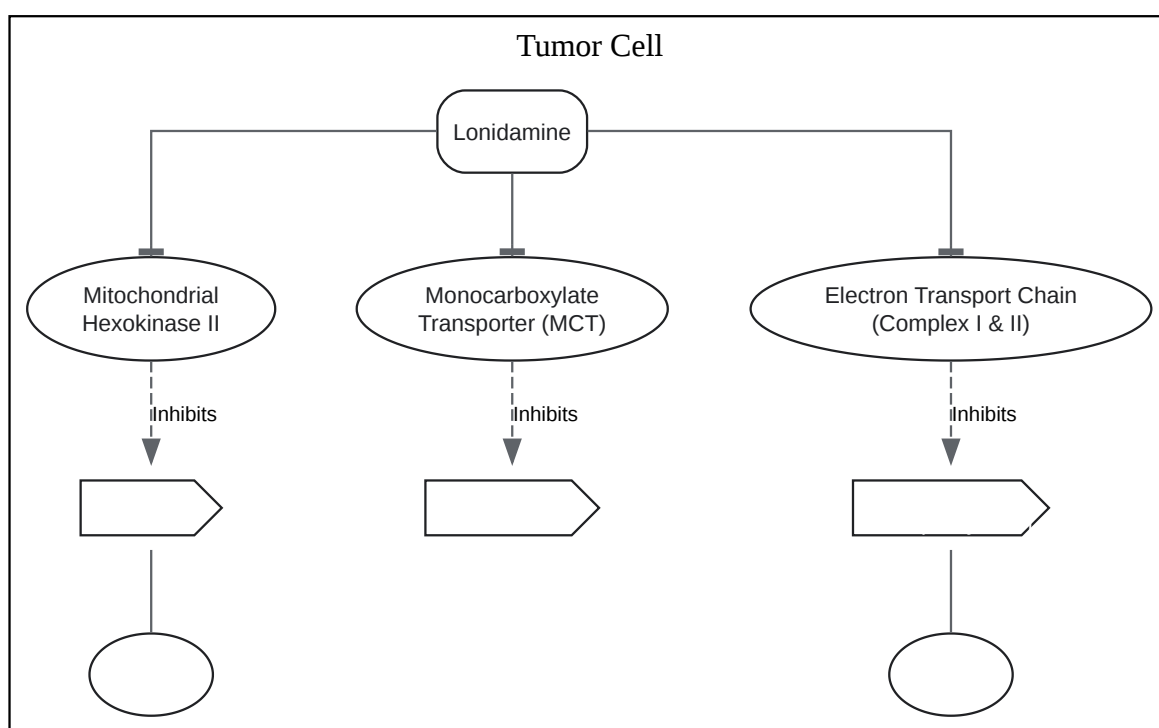 Tumor Cell
Lonidamine
Mitochondrial
Hexokinase II
Monocarboxylate
Transporter (MCT)
Electron Transport Chain
(Complex I & II)
Inhibits
Inhibits
Inhibits